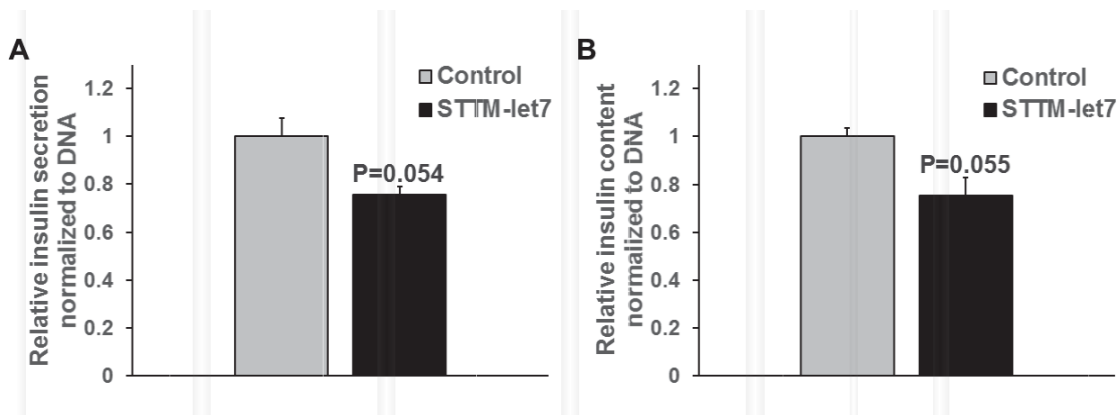 A
Relative insulin secretion
normalized to DNA
1.2
1
0.8
0.6
0.4
0.2
0
Control
STTM-let7
P=0.054
B
Relative insulin content
normalized to DNA
1.2
1
0.8
0.6
0.4
0.2
0
Control
STTM-let7
P=0.055